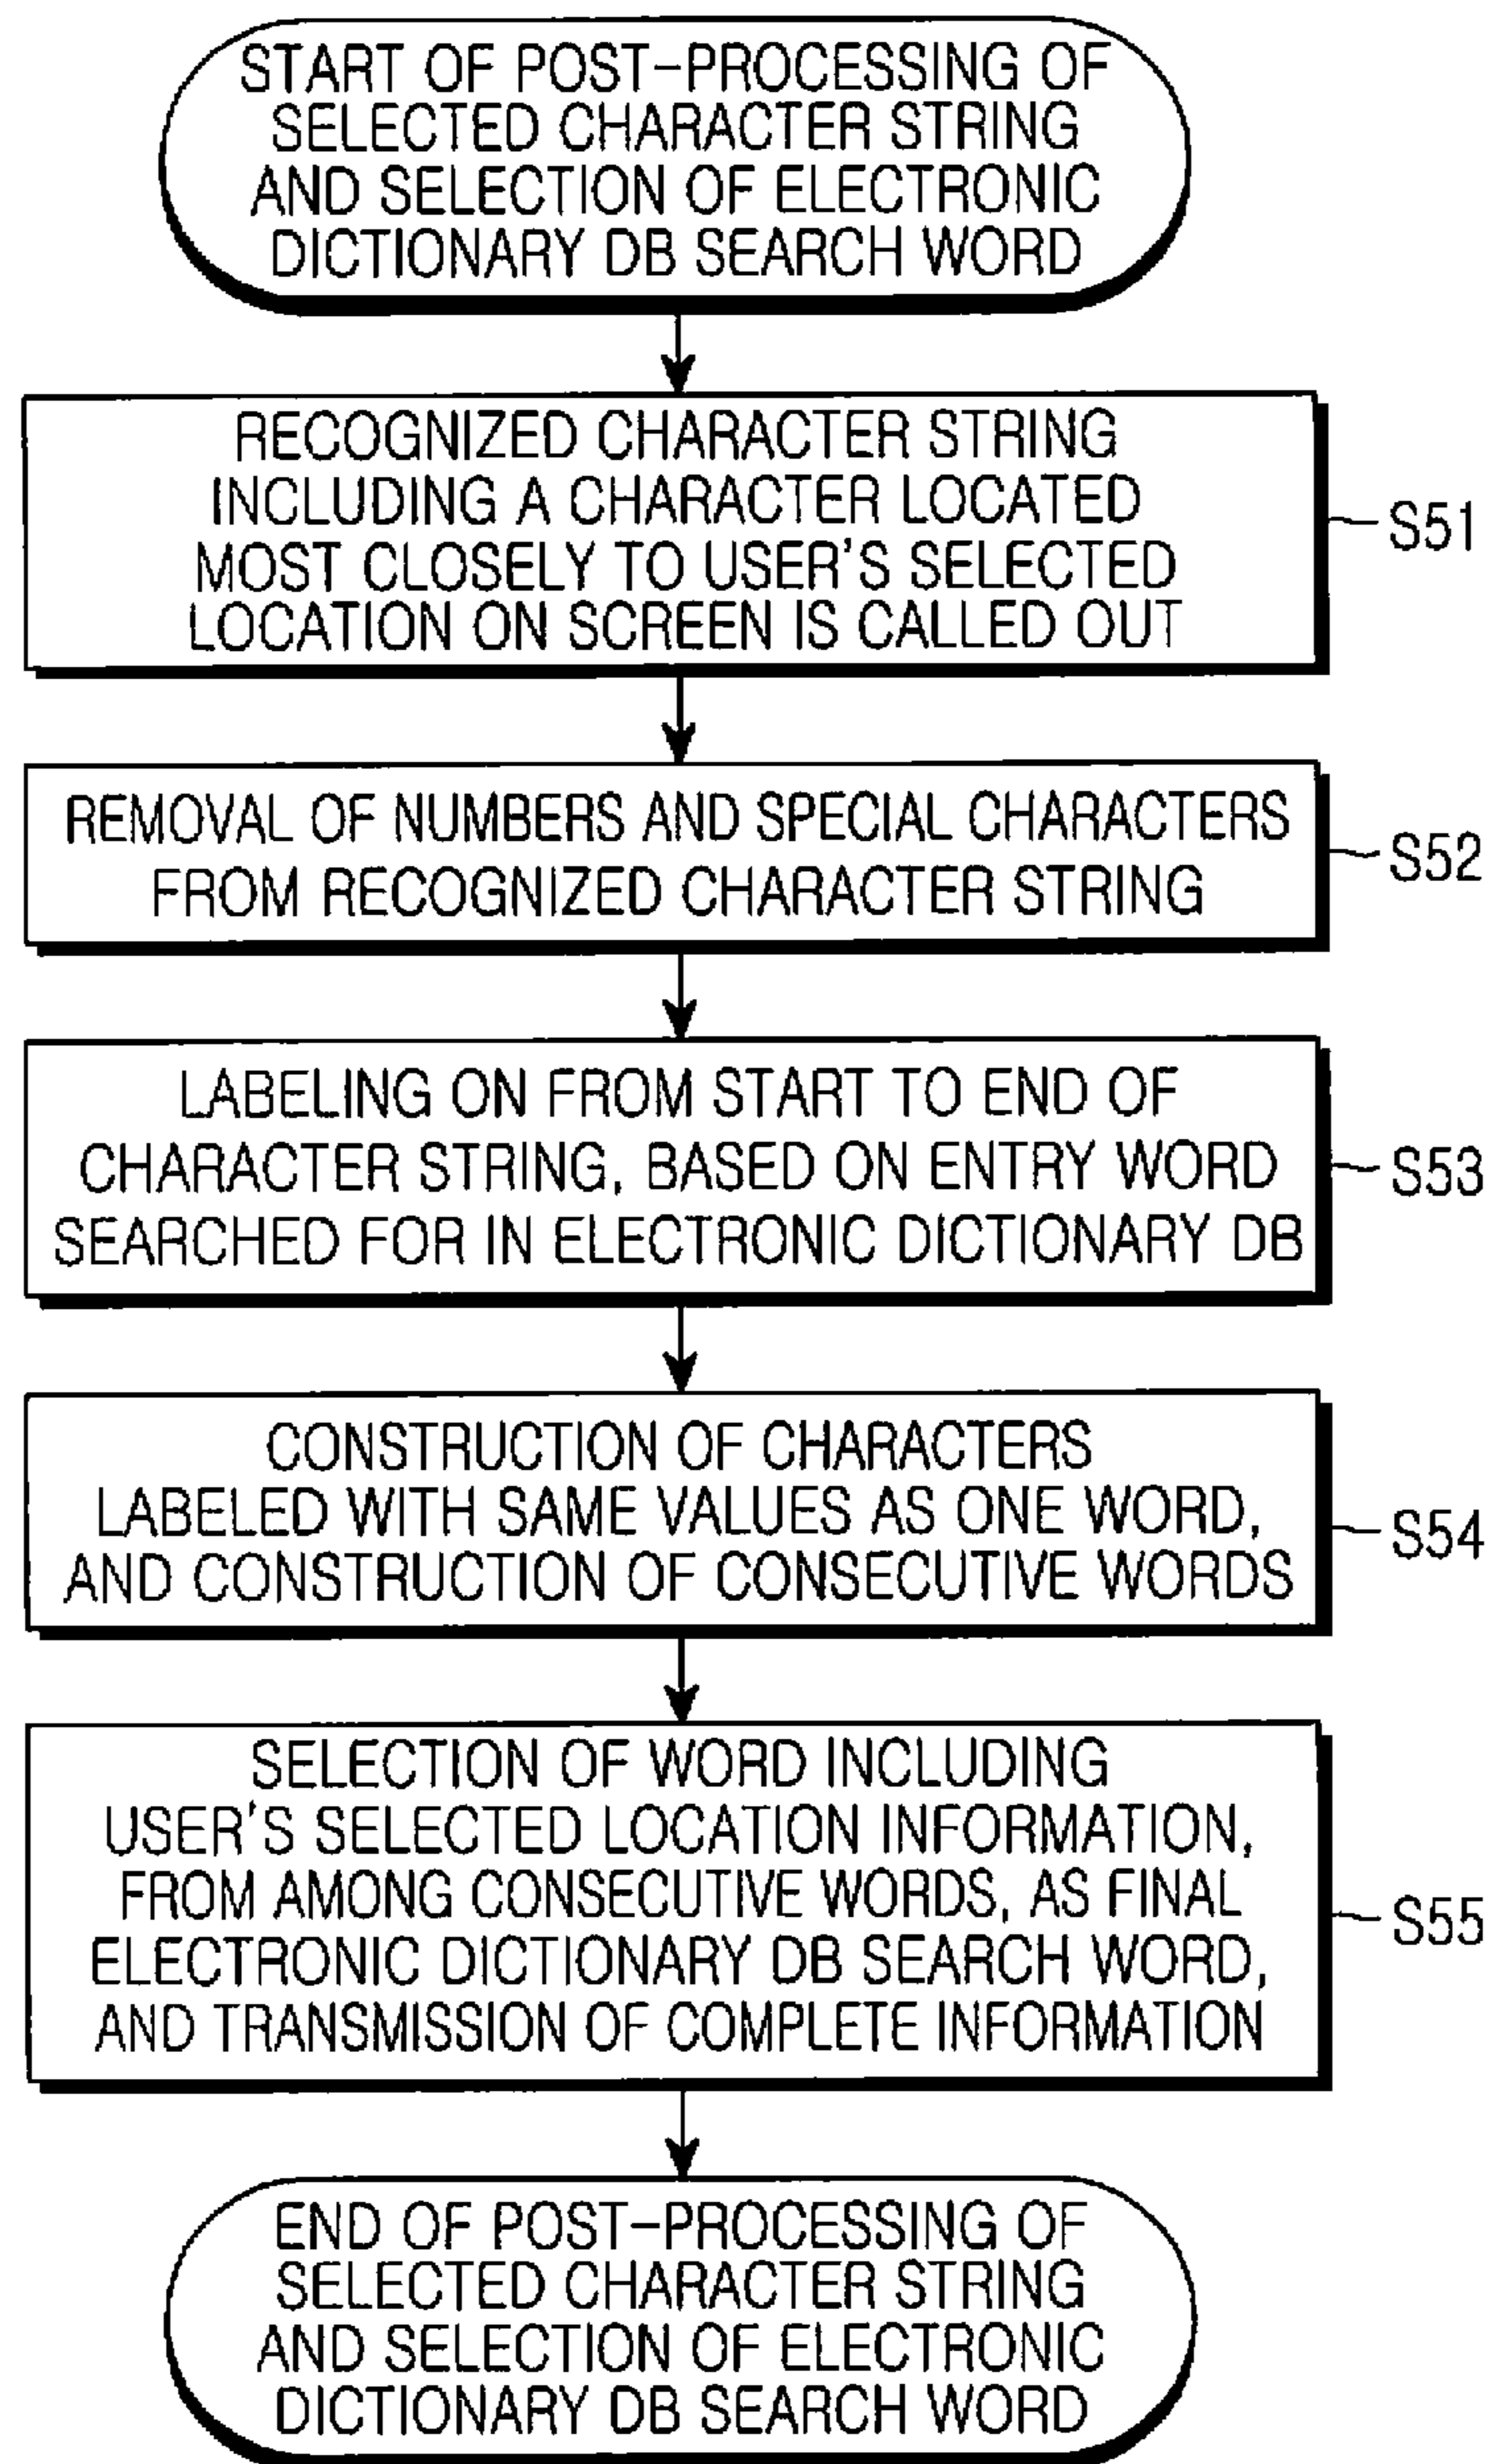 START OF POST-PROCESSING OF
SELECTED CHARACTER STRING
AND SELECTION OF ELECTRONIC
DICTIONARY DB SEARCH WORD
RECOGNIZED CHARACTER STRING
INCLUDING A CHARACTER LOCATED
MOST CLOSELY TO USER'S SELECTED
LOCATION ON SCREEN IS CALLED OUT
S51
REMOVAL OF NUMBERS AND SPECIAL CHARACTERS
FROM RECOGNIZED CHARACTER STRING
S52
LABELING ON FROM START TO END OF
CHARACTER STRING, BASED ON ENTRY WORD
SEARCHED FOR IN ELECTRONIC DICTIONARY DB
S53
CONSTRUCTION OF CHARACTERS
LABELED WITH SAME VALUES AS ONE WORD,
AND CONSTRUCTION OF CONSECUTIVE WORDS
S54
SELECTION OF WORD INCLUDING
USER'S SELECTED LOCATION INFORMATION,
FROM AMONG CONSECUTIVE WORDS, AS FINAL
ELECTRONIC DICTIONARY DB SEARCH WORD,
AND TRANSMISSION OF COMPLETE INFORMATION
S55
END OF POST-PROCESSING OF
SELECTED CHARACTER STRING
AND SELECTION OF ELECTRONIC
DICTIONARY DB SEARCH WORD